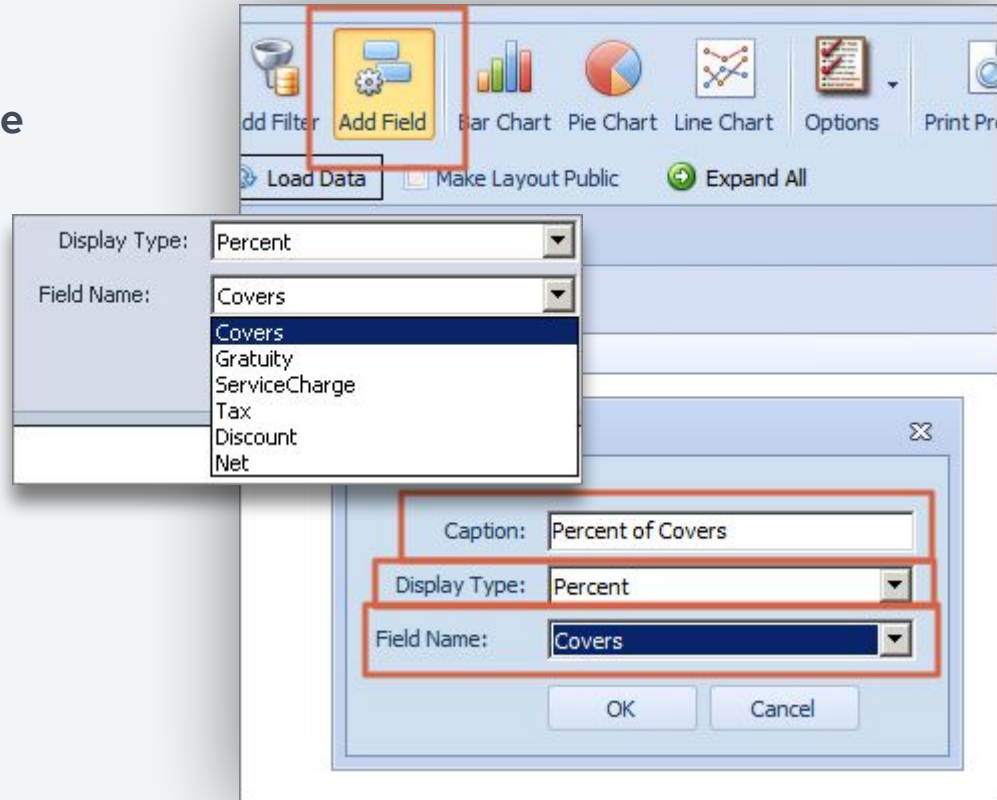 e
dd Filter Add Field Bar Chart Pie Chart Line Chart Options Print Pr
Load Data Make Layout Public Expand All
Display Type: Percent
Field Name: Covers
Covers
Gratuity
ServiceCharge
Tax
Discount
Net
Caption: Percent of Covers
Display Type: Percent
Field Name: Covers
OK Cancel